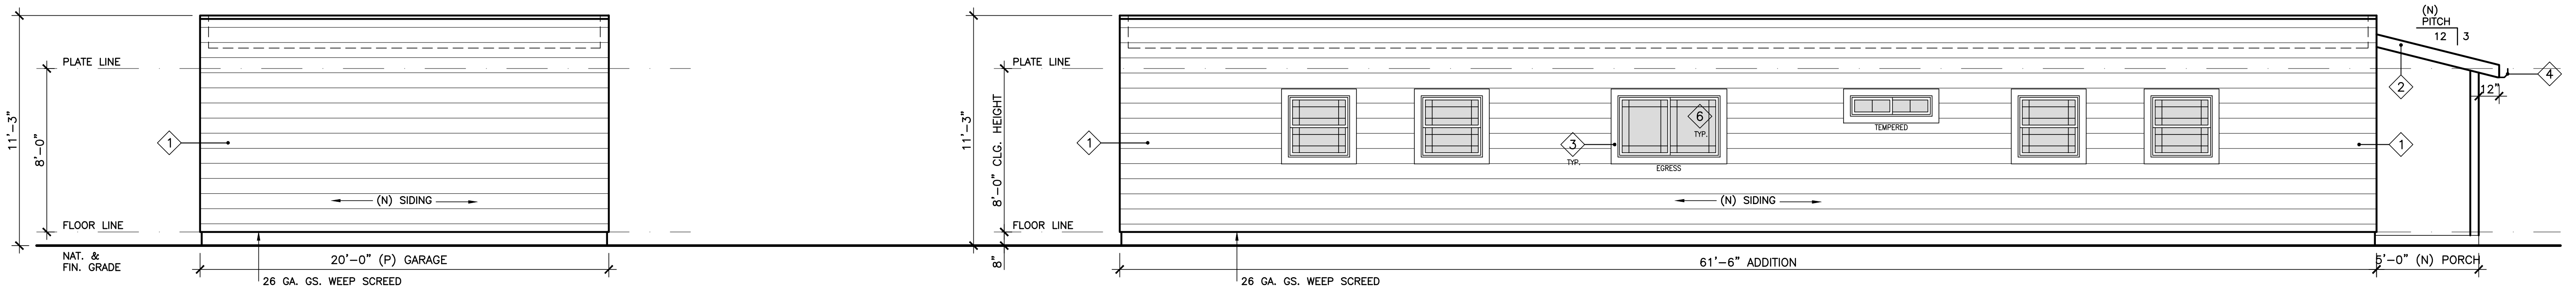 11'-3"
PLATE LINE
8'-0"
1
(N) SIDING
FLOOR LINE
NAT. &
FIN. GRADE
20'-0" (P) GARAGE
26 GA. GS. WEEP SCREED
11'-3"
PLATE LINE
8'-0" CLG. HEIGHT
1
3
TYP.
6
TYP.
EGRESS
TEMPERED
1
(N) SIDING
FLOOR LINE
8"
61'-6" ADDITION
26 GA. GS. WEEP SCREED
(N)
PITCH
12 3
2
4
12"
5'-0" (N) PORCH